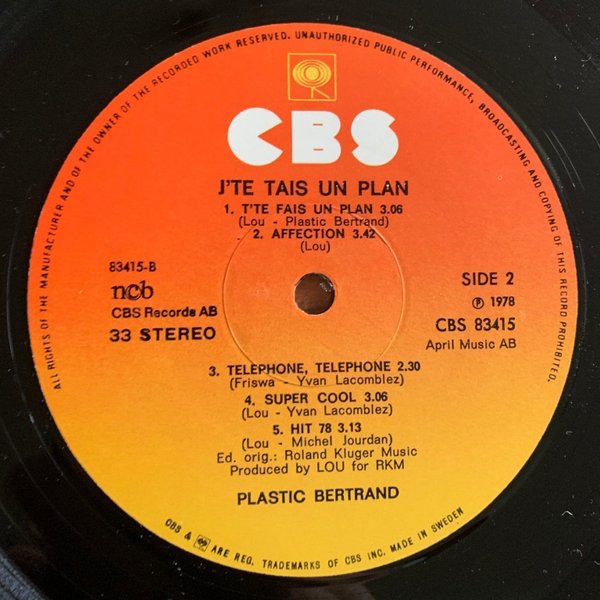 ALL RIGHTS OF THE MANUFACTURER AND OF THE OWNER OF THE RECORDED WORK RESERVED. UNAUTHORIZED PUBLIC PERFORMANCE, BROADCASTING AND COPYING OF THIS RECORD PROHIBITED.
CBS
J'TE TAIS UN PLAN
1. T'TE FAIS UN PLAN 3.06
(Lou - Plastic Bertrand)
2. AFFECTION 3.42
(Lou)
83415-B
ncb
CBS Records AB
33 STEREO
SIDE 2
Ⓟ 1978
CBS 83415
April Music AB
3. TELEPHONE, TELEPHONE 2.30
(Friswa - Yvan Lacomblez)
4. SUPER COOL 3.06
(Lou - Yvan Lacomblez)
5. HIT 78 3.13
(Lou - Michel Jourdan)
Ed. orig.: Roland Kluger Music
Produced by LOU for RKM
PLASTIC BERTRAND
CBS & ARE REG. TRADEMARKS OF CBS INC. MADE IN SWEDEN